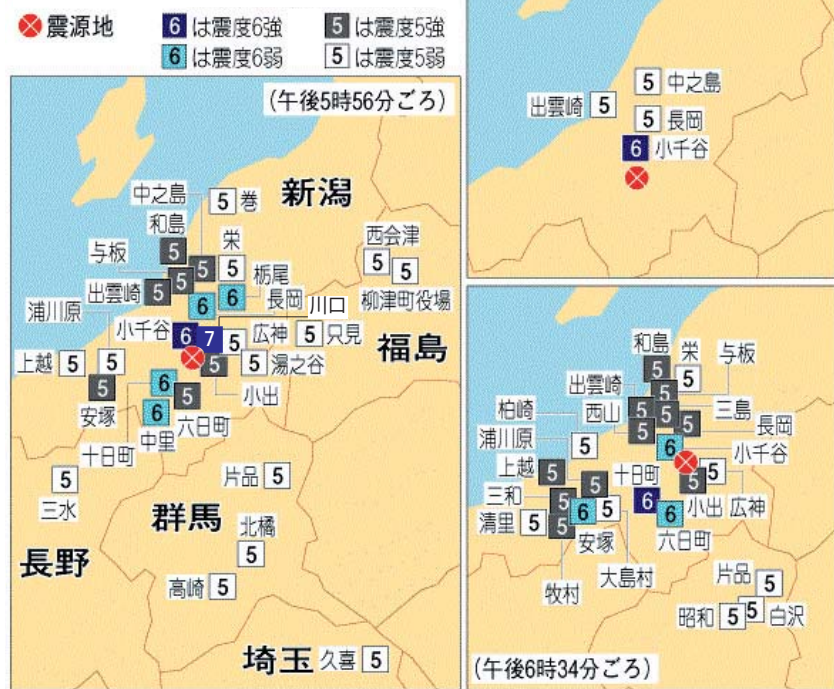 震源地
6 は震度6強
5 は震度5強
6 は震度6弱
5 は震度5弱
(午後5時56分ごろ)
新潟
中之島
5 巻
和島
5
5
栄
5
与板
5
出雲崎 5
栃尾
6
長岡
6
西会津
5
5
柳津町役場
川口
7
小千谷
6
広神
5
5 只見
福島
浦川原
5
上越 5
5
安塚
湯之谷
5
5
小出
6
十日町
6
中里
5
六日町
5
三水
片品 5
群馬
北橘
5
長野
高崎 5
埼玉
久喜 5
5 中之島
出雲崎 5
5 長岡
6 小千谷
和島
5
栄
5
与板
5
出雲崎
5
三島
5
西山
5
柏崎
長岡
5
浦川原
5
6
小千谷
上越
5
十日町
5
5
5
三和
5
6
小出
広神
清里 5
5
6
5
6
安塚
六日町
牧村
大島村
片品
5
昭和 5
5 白沢
(午後6時34分ごろ)